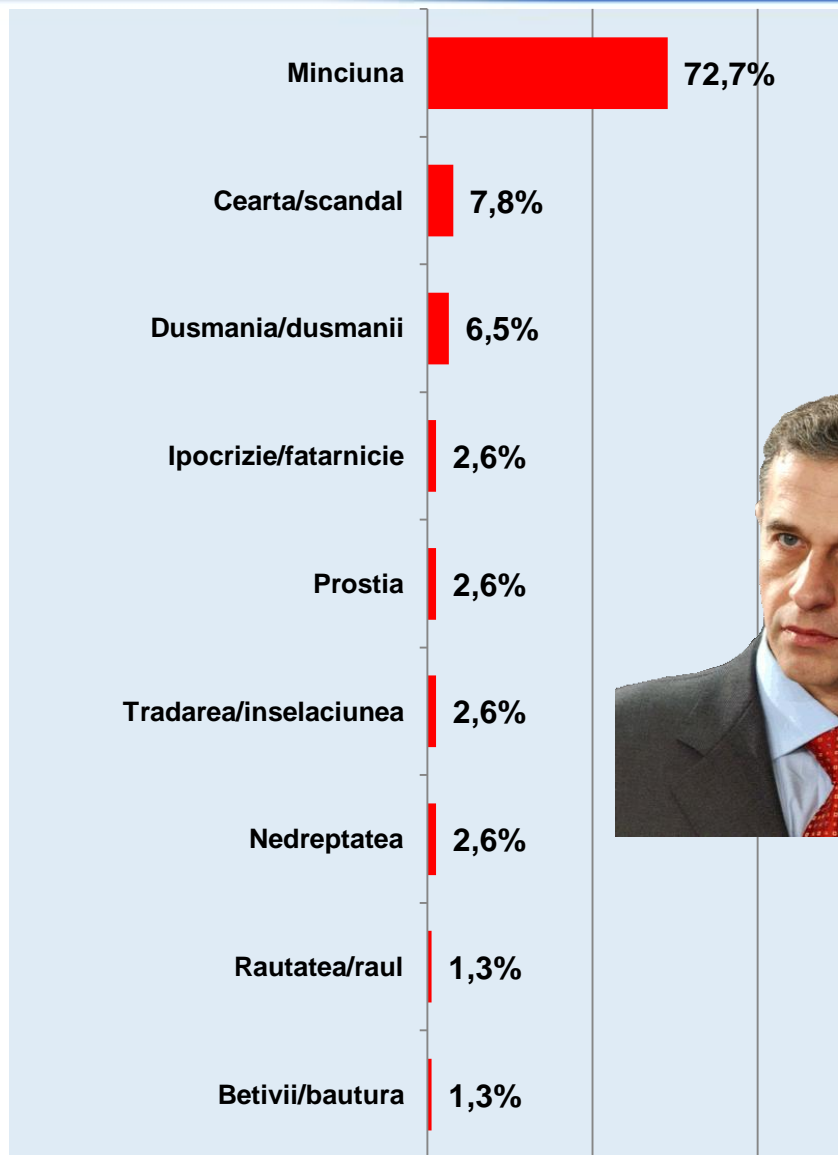 Minciuna 72,7%
Cearta/scandal 7,8%
Dusmania/dusmanii 6,5%
Ipocrizie/fatarnicie 2,6%
Prostia 2,6%
Tradarea/inselaciunea 2,6%
Nedreptatea 2,6%
Rautatea/raul 1,3%
Betivii/bautura 1,3%